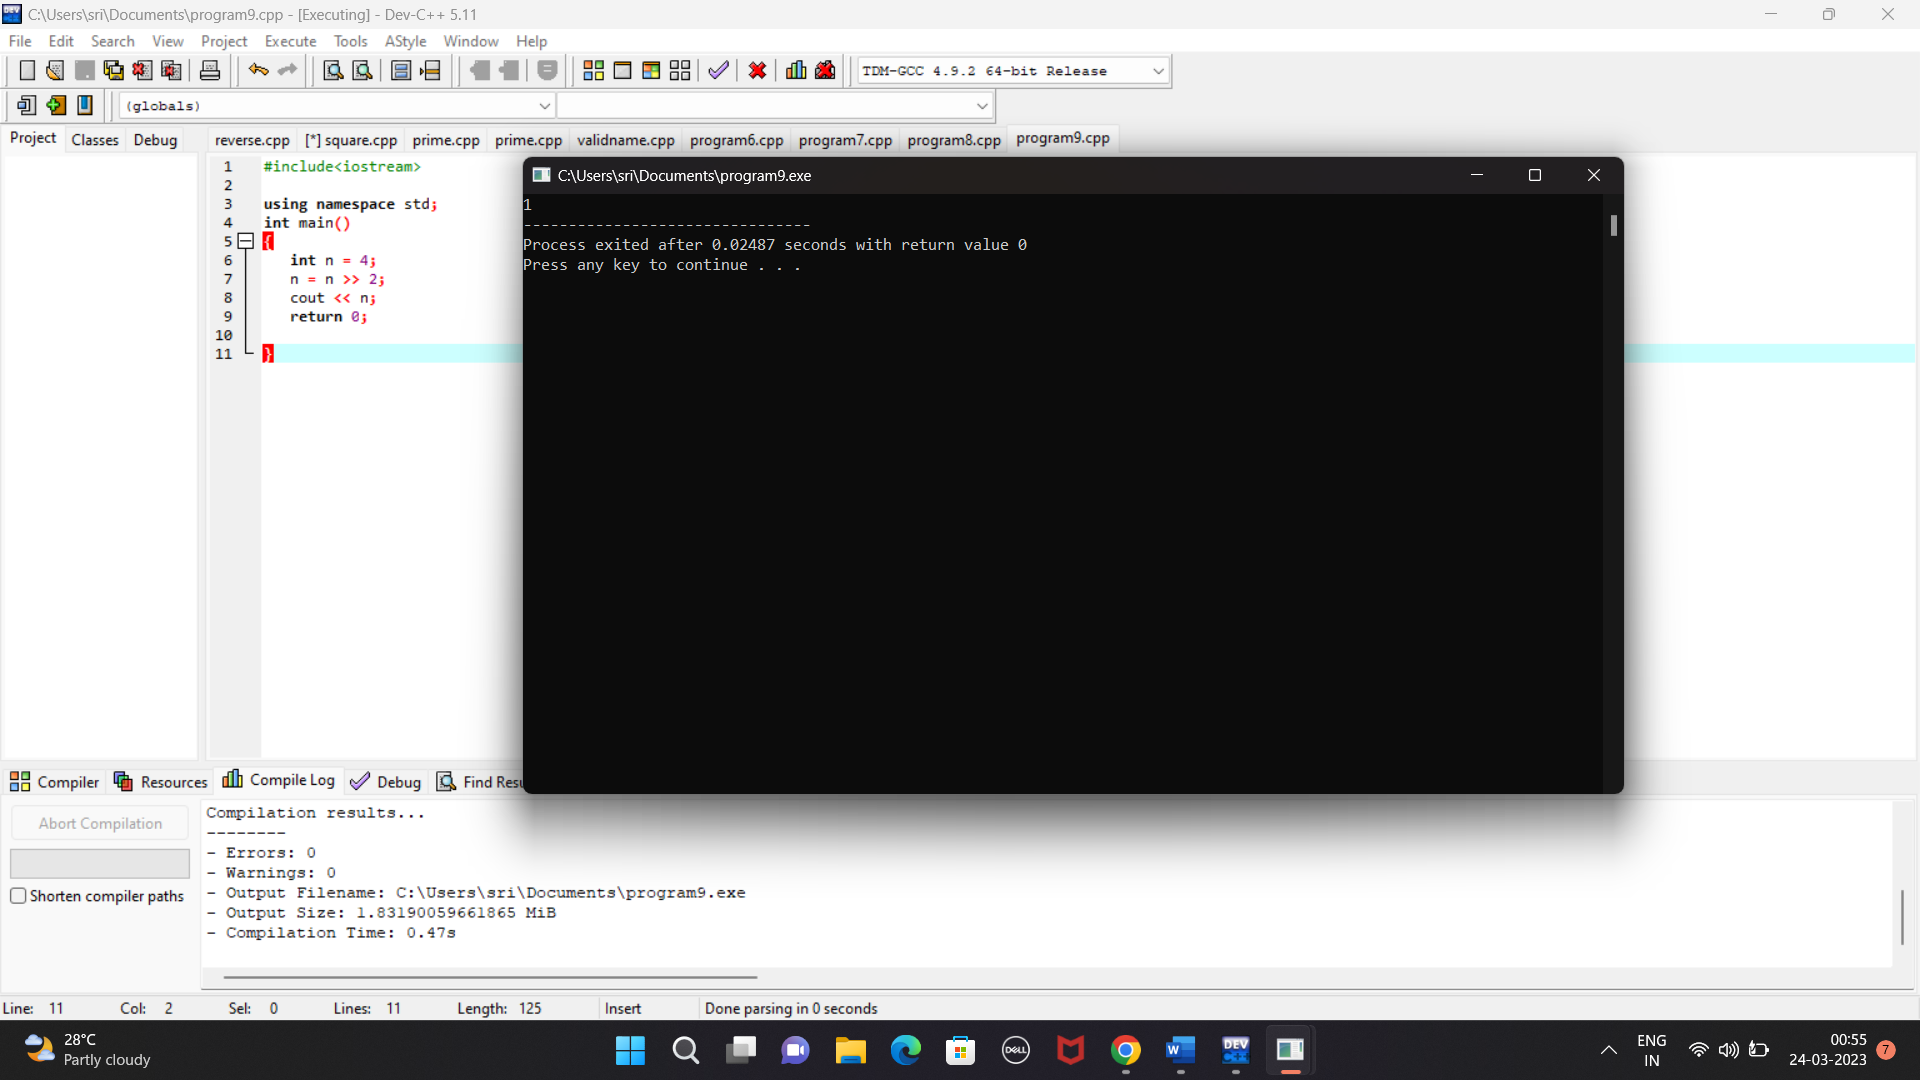 C:\Users\sri\Documents\program9.cpp - [Executing] - Dev-C++ 5.11
File Edit Search View Project Execute Tools AStyle Window Help
TDM-GCC 4.9.2 64-bit Release
(globals)
Project Classes Debug
reverse.cpp [*] square.cpp prime.cpp prime.cpp validname.cpp program6.cpp program7.cpp program8.cpp program9.cpp
1 #include<iostream>
2
3 using namespace std;
4 int main()
5 {
6 int n = 4;
7 n = n >> 2;
8 cout << n;
9 return 0;
10
11 }
C:\Users\sri\Documents\program9.exe
1
--------------------------------
Process exited after 0.02487 seconds with return value 0
Press any key to continue . . .
Compiler Resources Compile Log Debug Find Resu
Abort Compilation
Shorten compiler paths
Compilation results...
--------
- Errors: 0
- Warnings: 0
- Output Filename: C:\Users\sri\Documents\program9.exe
- Output Size: 1.83190059661865 MiB
- Compilation Time: 0.47s
Line: 11 Col: 2 Sel: 0 Lines: 11 Length: 125 Insert Done parsing in 0 seconds
28°C
Partly cloudy
DELL
W
DEV
C++
ENG
IN
00:55
24-03-2023
7